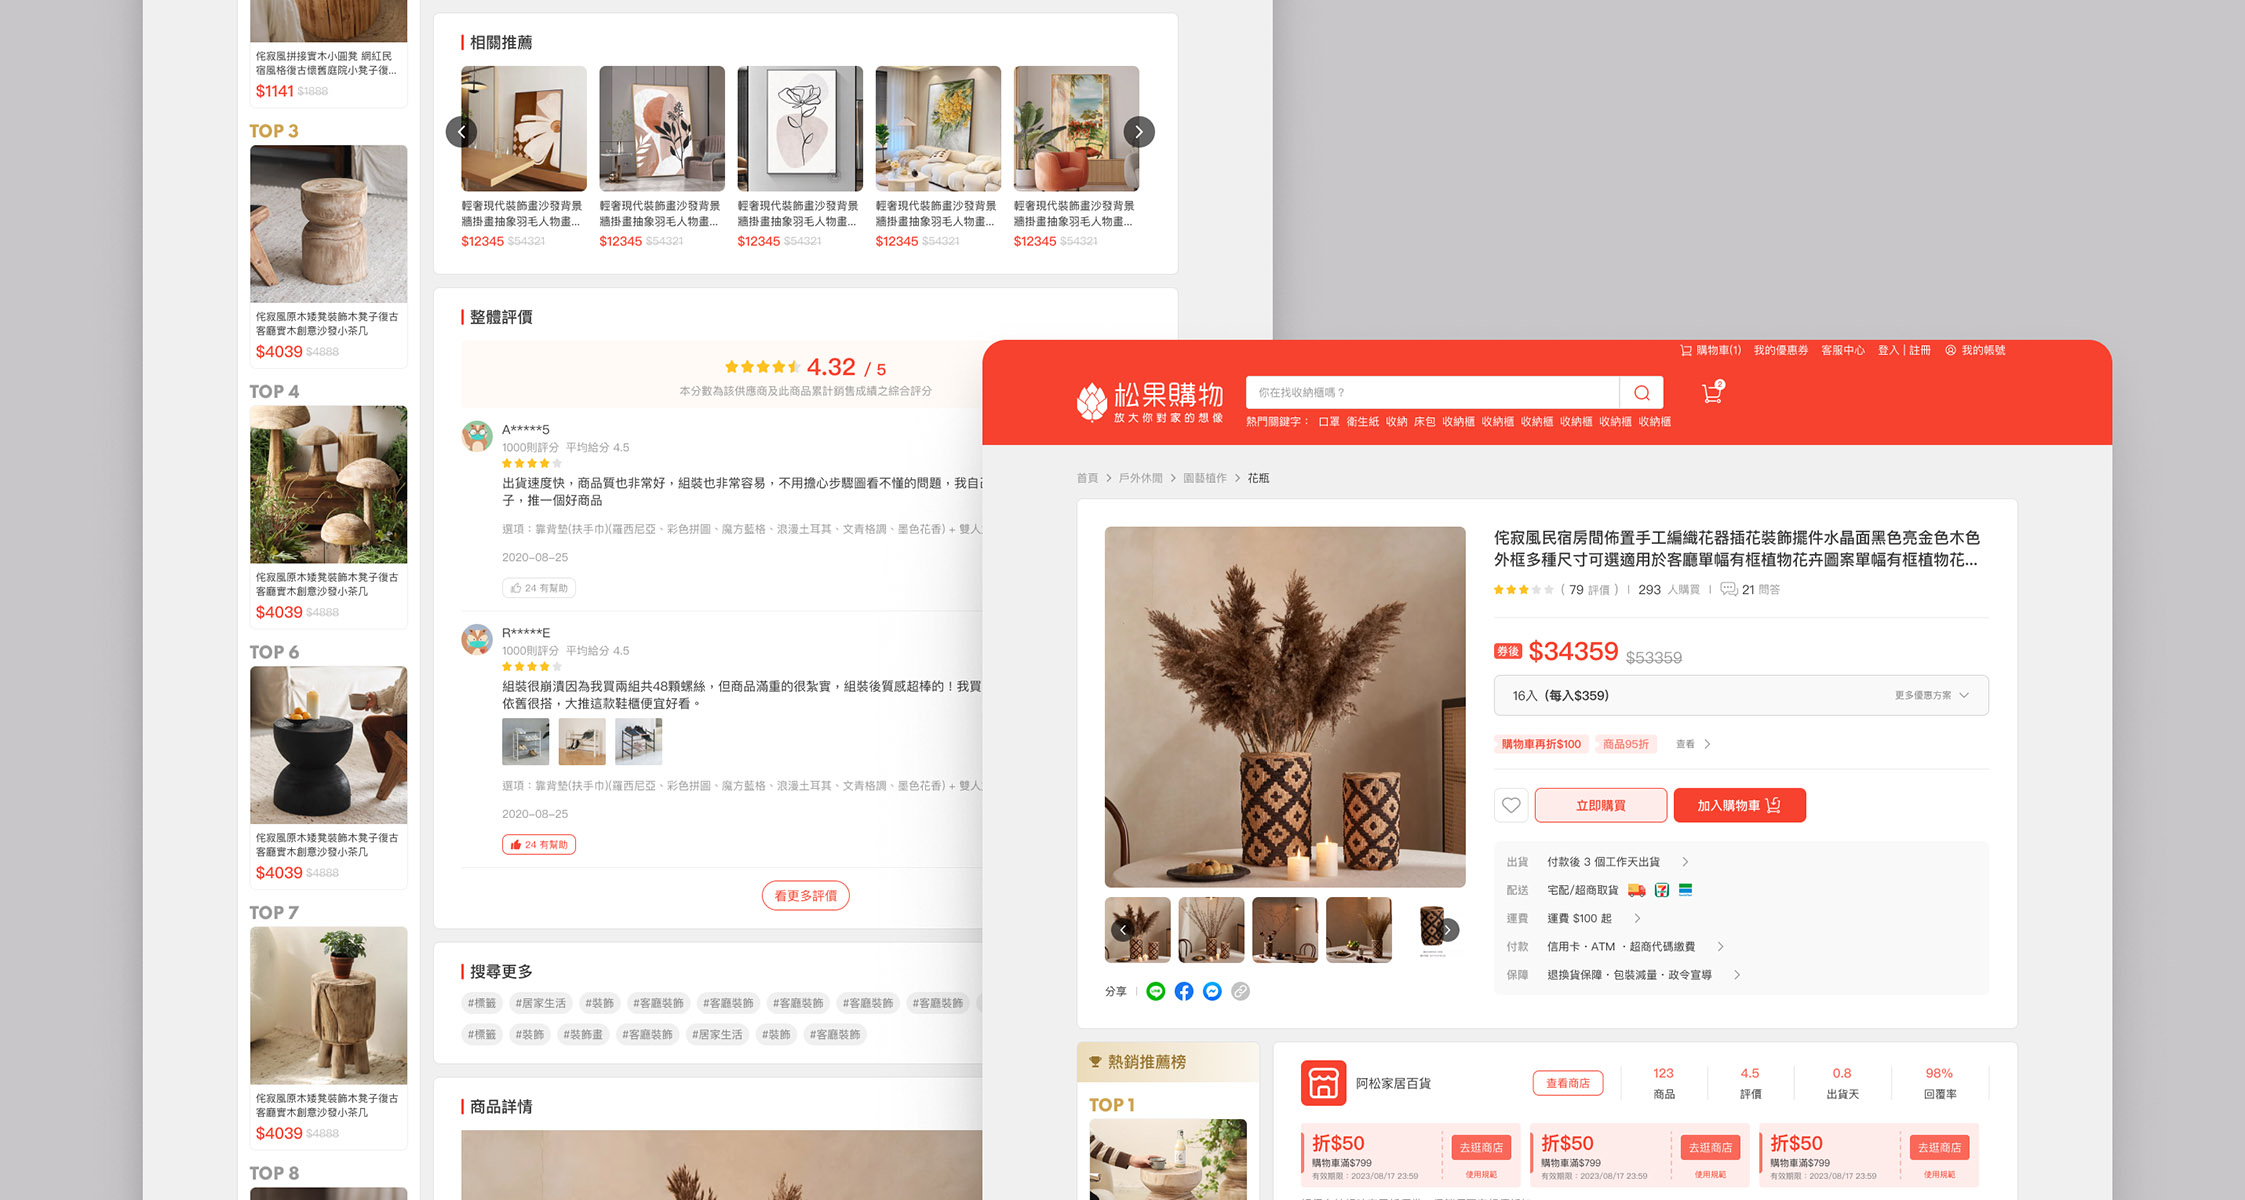 侘寂風拼接實木小圓凳 網紅民
宿風格復古懷舊庭院小凳子復...
$1141 $1888
TOP 3
侘寂風原木矮凳裝飾木凳子復古
客廳實木創意沙發小茶几
$4039 $4888
TOP 4
侘寂風原木矮凳裝飾木凳子復古
客廳實木創意沙發小茶几
$4039 $4888
TOP 6
侘寂風原木矮凳裝飾木凳子復古
客廳實木創意沙發小茶几
$4039 $4888
TOP 7
侘寂風原木矮凳裝飾木凳子復古
客廳實木創意沙發小茶几
$4039 $4888
TOP 8
相關推薦
輕奢現代裝飾畫沙發背景
牆掛畫抽象羽毛人物畫...
$12345 $54321
輕奢現代裝飾畫沙發背景
牆掛畫抽象羽毛人物畫...
$12345 $54321
輕奢現代裝飾畫沙發背景
牆掛畫抽象羽毛人物畫...
$12345 $54321
輕奢現代裝飾畫沙發背景
牆掛畫抽象羽毛人物畫...
$12345 $54321
輕奢現代裝飾畫沙發背景
牆掛畫抽象羽毛人物畫...
$12345 $54321
整體評價
4.32 / 5
本分數為該供應商及此商品累計銷售成績之綜合評分
A*****5
1000則評分 平均給分 4.5
出貨速度快，商品質也非常好，組裝也非常容易，不用擔心步驟圖看不懂的問題，我自己
子，推一個好商品
選項：靠背墊(扶手巾)(羅西尼亞、彩色拼圖、魔方藍格、浪漫土耳其、文青格調、墨色花香) + 雙人
2020-08-25
24 有幫助
R*****E
1000則評分 平均給分 4.5
組裝很崩潰因為我買兩組共48顆螺絲，但商品滿重的很紮實，組裝後質感超棒的！我買
依舊很搭，大推這款鞋櫃便宜好看。
選項：靠背墊(扶手巾)(羅西尼亞、彩色拼圖、魔方藍格、浪漫土耳其、文青格調、墨色花香) + 雙人
2020-08-25
24 有幫助
看更多評價
搜尋更多
#標籤 #居家生活 #裝飾 #客廳裝飾 #客廳裝飾 #客廳裝飾 #客廳裝飾 #客廳裝飾
#標籤 #裝飾 #裝飾畫 #客廳裝飾 #居家生活 #裝飾 #客廳裝飾
商品詳情
購物車(1) 我的優惠券 客服中心 登入 | 註冊 我的帳號
松果購物
放大你對家的想像
你在找收納櫃嗎？
2
熱門關鍵字： 口罩 衛生紙 收納 床包 收納櫃 收納櫃 收納櫃 收納櫃 收納櫃 收納櫃
首頁 > 戶外休閒 > 園藝植作 > 花瓶
侘寂風民宿房間佈置手工編織花器插花裝飾擺件水晶面黑色亮金色木色
外框多種尺寸可選適用於客廳單幅有框植物花卉圖案單幅有框植物花...
( 79 評價 ) | 293 人購買 | 21 問答
券後 $34359 $53359
16入 (每入$359) 更多優惠方案
購物車再折$100 商品95折 查看
立即購買 加入購物車
出貨 付款後 3 個工作天出貨
配送 宅配/超商取貨
運費 運費 $100 起
付款 信用卡・ATM ・超商代碼繳費
保障 退換貨保障・包裝減量・政令宣導
分享
熱銷推薦榜
TOP 1
阿松家居百貨
查看商店
123
商品
4.5
評價
0.8
出貨天
98%
回覆率
折$50
購物車滿$799
有效期限：2023/08/17 23:59
去逛商店
使用規範
折$50
購物車滿$799
有效期限：2023/08/17 23:59
去逛商店
使用規範
折$50
購物車滿$799
有效期限：2023/08/17 23:59
去逛商店
使用規範